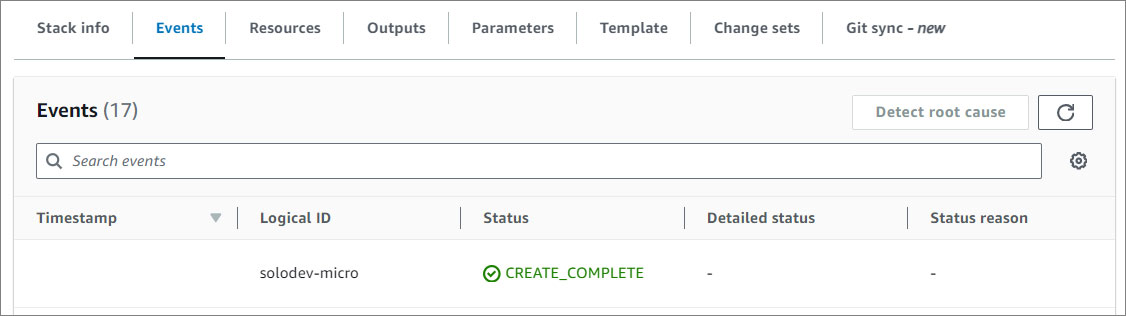 Stack info Events Resources Outputs Parameters Template Change sets Git sync - new
Events (17) Detect root cause
Search events
Timestamp Logical ID Status Detailed status Status reason
solodev-micro CREATE_COMPLETE - -